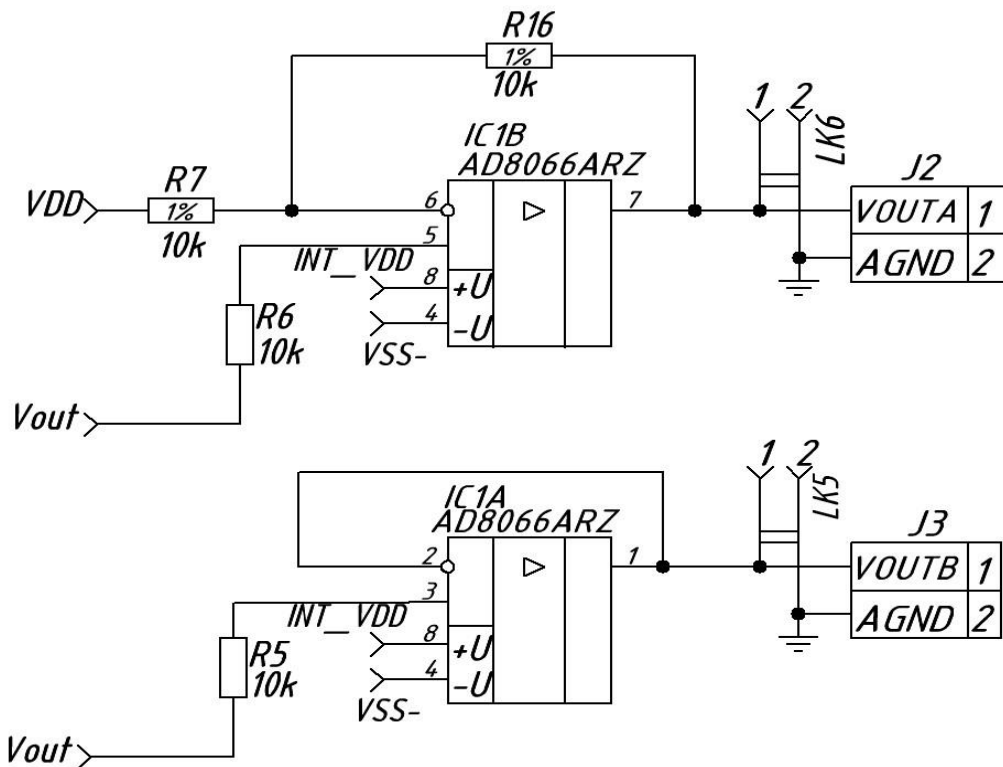 R16
1%
10k
1 2
LK6
IC1B
AD8066ARZ
R7
VDD
1%
10k
6
7
J2
VOUTA 1
5
INT_VDD
AGND 2
8
+U
R6
10k
4
-U
VSS-
Vout
1 2
LK5
IC1A
AD8066ARZ
J3
2
1
VOUTB 1
3
INT_VDD
AGND 2
8
+U
R5
10k
4
-U
VSS-
Vout